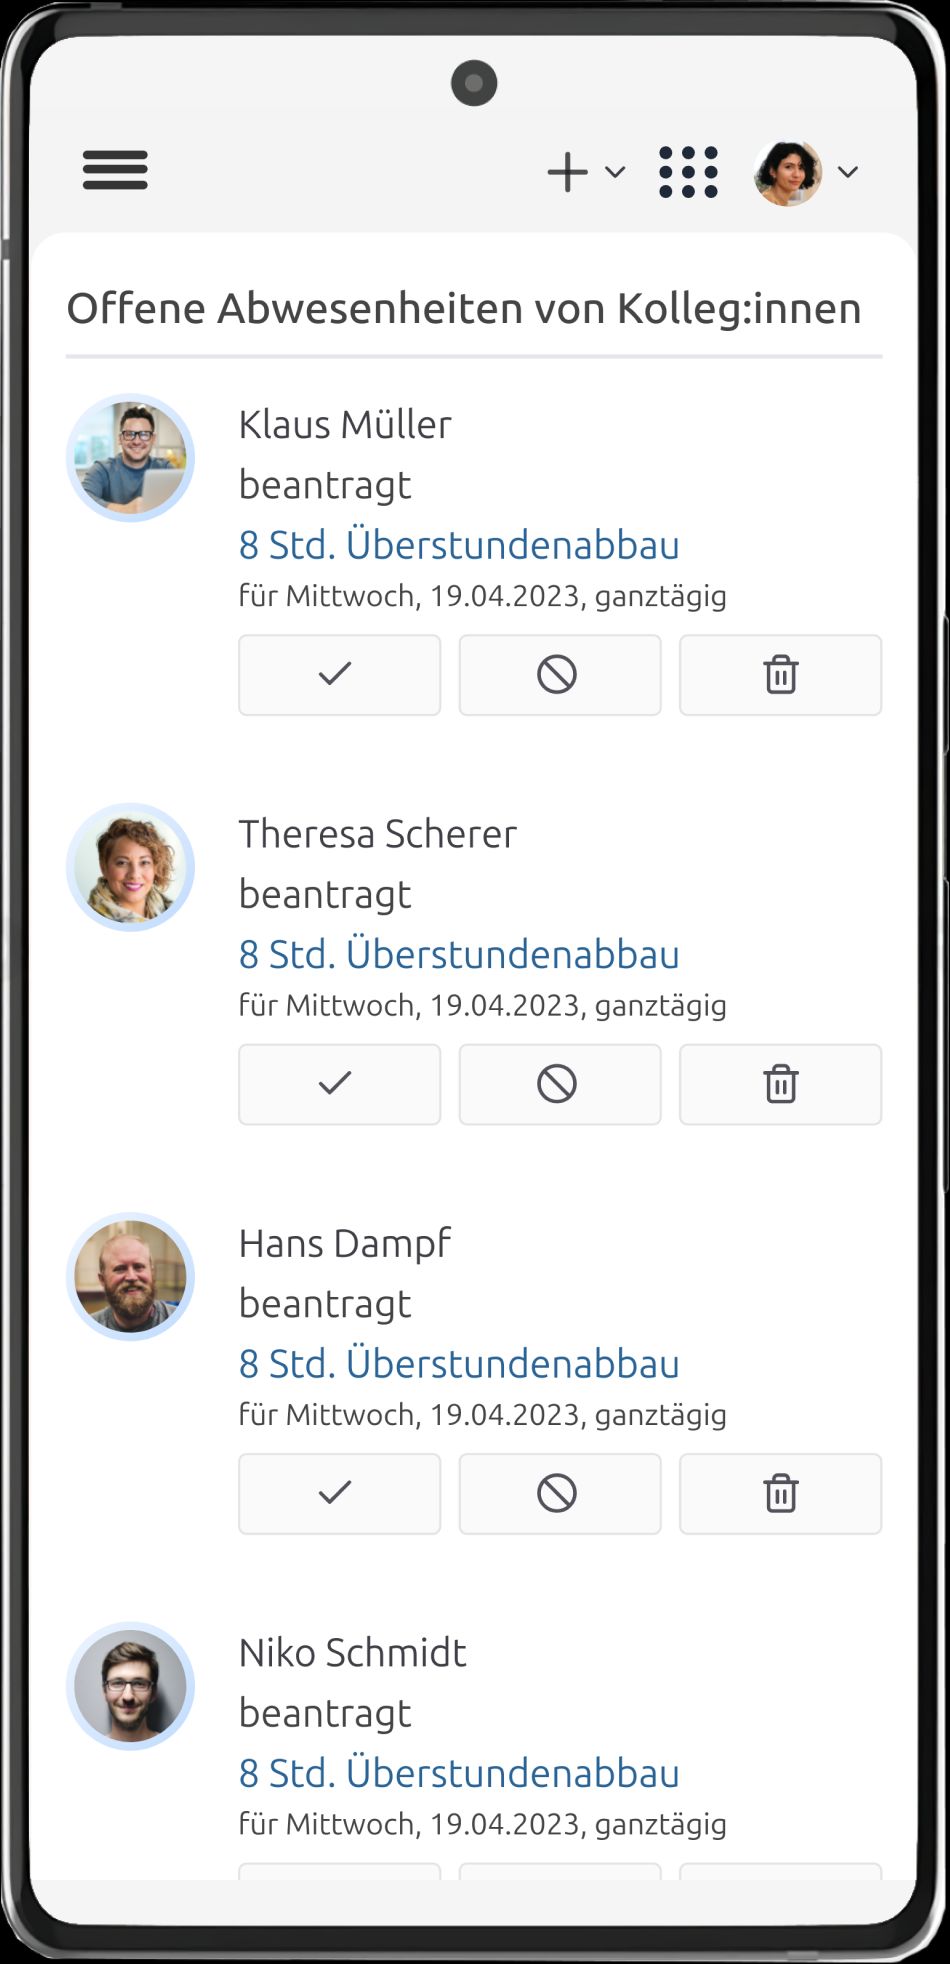 Offene Abwesenheiten von Kolleg:innen
Klaus Müller
beantragt
8 Std. Überstundenabbau
für Mittwoch, 19.04.2023, ganztägig
Theresa Scherer
beantragt
8 Std. Überstundenabbau
für Mittwoch, 19.04.2023, ganztägig
Hans Dampf
beantragt
8 Std. Überstundenabbau
für Mittwoch, 19.04.2023, ganztägig
Niko Schmidt
beantragt
8 Std. Überstundenabbau
für Mittwoch, 19.04.2023, ganztägig